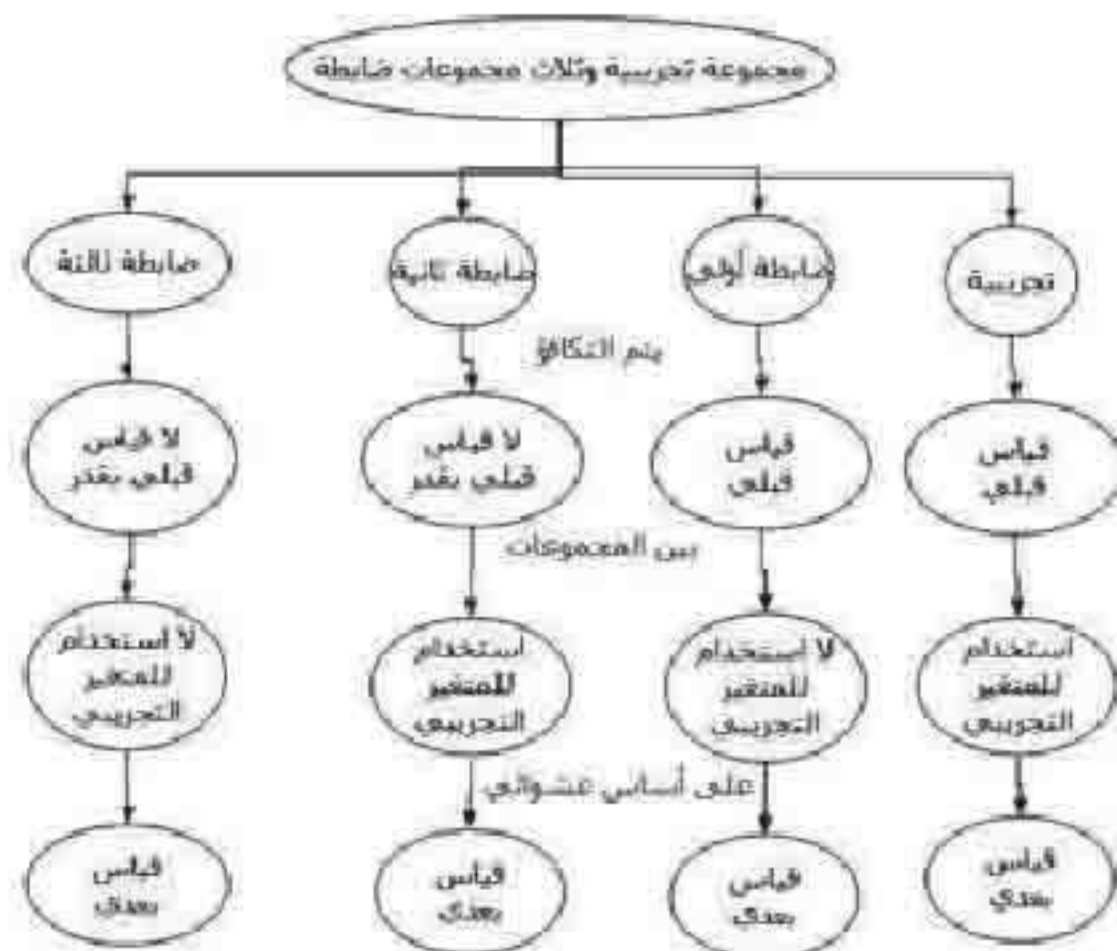 مجموعة تجريبية وثلاث مجموعات ضابطة
تجريبية
ضابطة أولى
ضابطة ثانية
ضابطة ثالثة
يتم التكافؤ
قياس
قبلي
قياس
قبلي
لا قياس
قبلي يقدر
لا قياس
قبلي يقدر
بين المجموعات
استخدام
للمتغير
التجريبي
لا استخدام
للمتغير
التجريبي
استخدام
للمتغير
التجريبي
لا استخدام
للمتغير
التجريبي
على أساس عشوائي
قياس
بعدي
قياس
بعدي
قياس
بعدي
قياس
بعدي